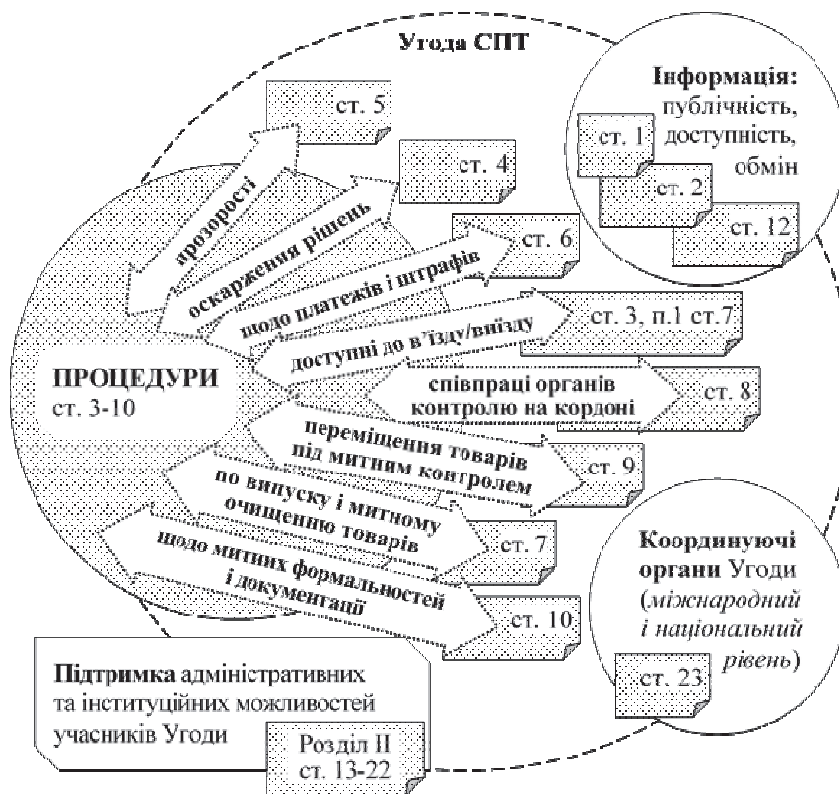 Угода СПТ
Інформація:
публічність,
доступність,
обмін
ст. 1
ст. 2
ст. 12
ст. 5
прозорості
ст. 4
оскарження рішень
ст. 6
щодо платежів і штрафів
ст. 3, п.1 ст.7
доступні до в’їзду/виїзду
ПРОЦЕДУРИ
ст. 3-10
співпраці органів
контролю на кордоні
ст. 8
переміщення товарів
під митним контролем
ст. 9
по випуску і митному
очищенню товарів
ст. 7
щодо митних формальностей
і документації
ст. 10
Координуючі
органи Угоди
(міжнародний
і національний
рівень)
ст. 23
Підтримка адміністративних
та інституційних можливостей
учасників Угоди
Розділ II
ст. 13-22